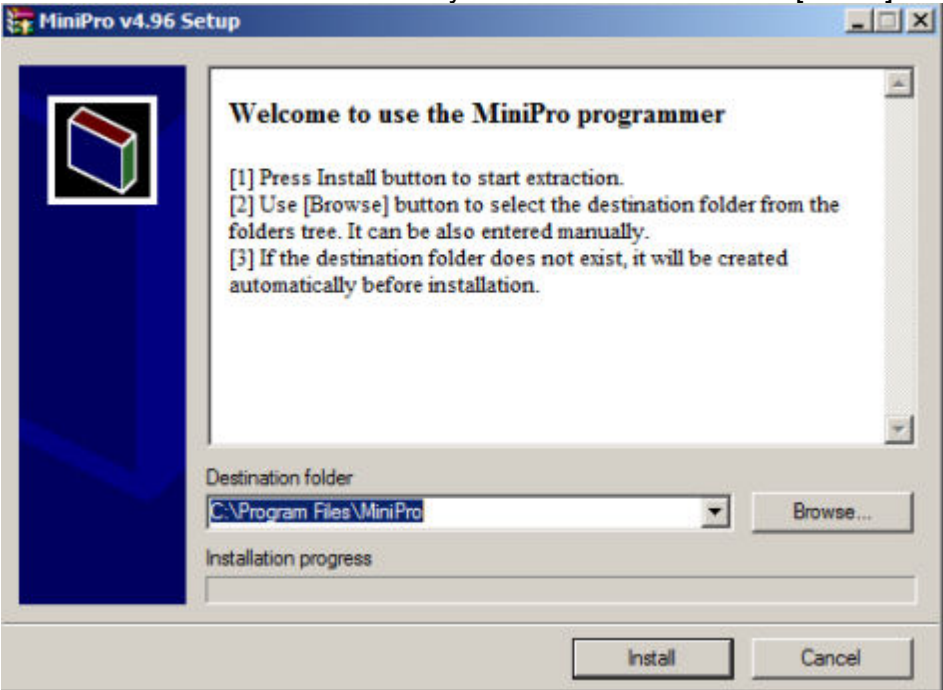 MiniPro v4.96 Setup
Welcome to use the MiniPro programmer
[1] Press Install button to start extraction.
[2] Use [Browse] button to select the destination folder from the
folders tree. It can be also entered manually.
[3] If the destination folder does not exist, it will be created
automatically before installation.
Destination folder
C:\Program Files\MiniPro
Browse...
Installation progress
Install
Cancel